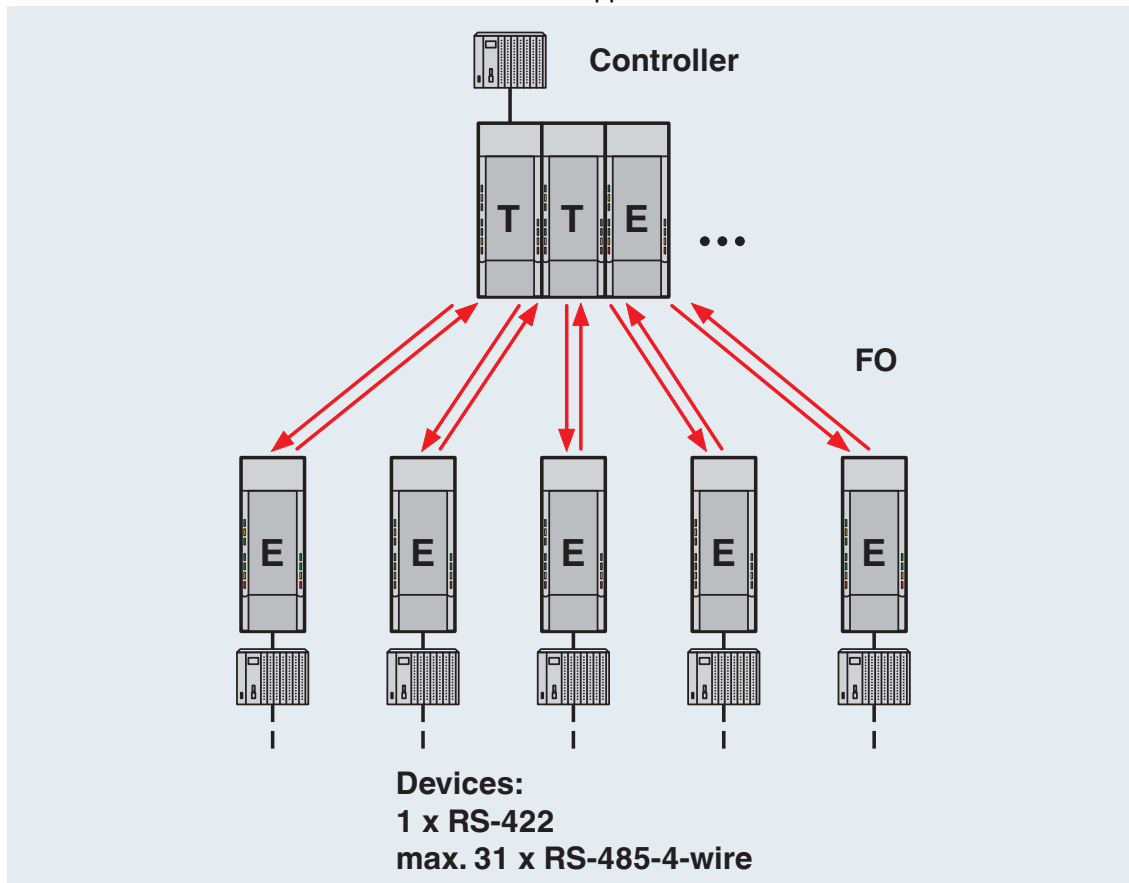 Controller
T T E ...
FO
E E E E E
Devices:
1 x RS-422
max. 31 x RS-485-4-wire